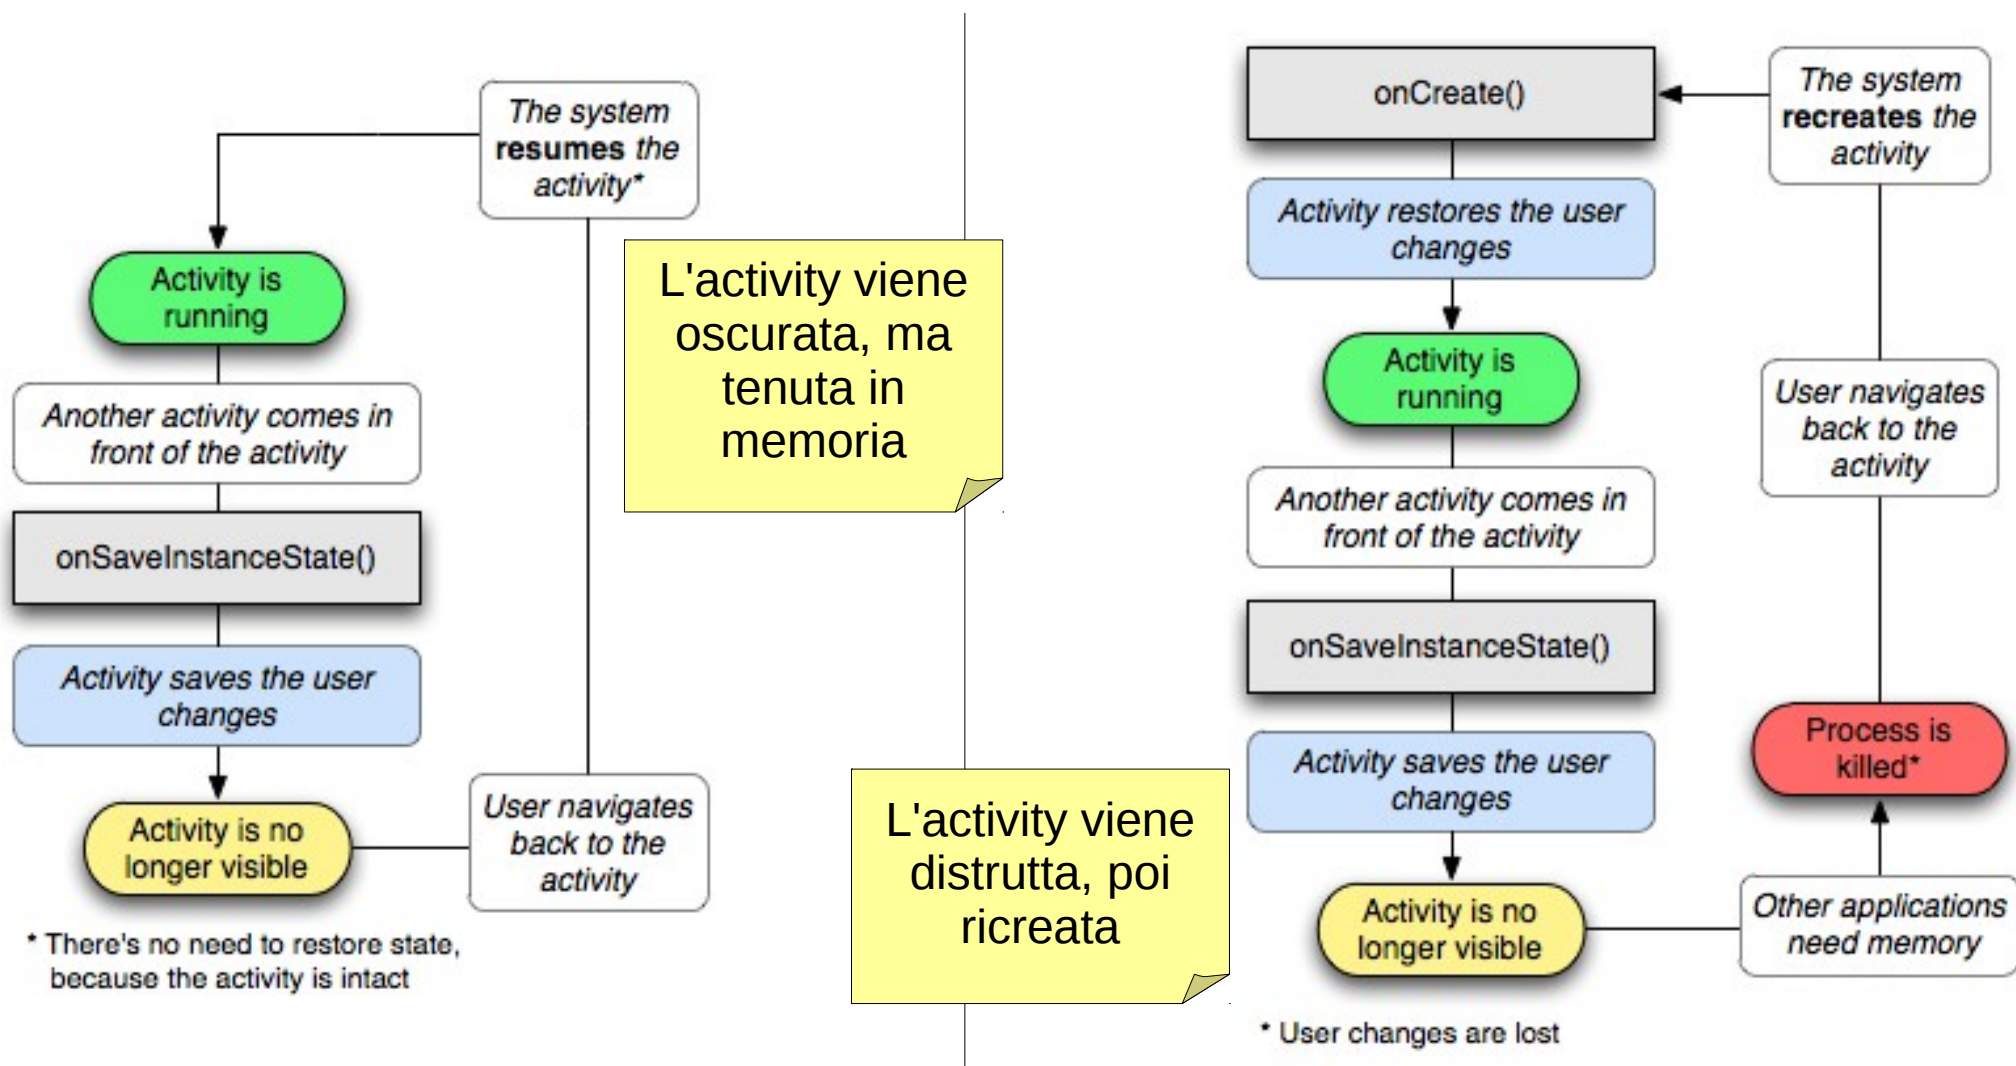 The system
resumes the
activity*
Activity is
running
Another activity comes in
front of the activity
onSaveInstanceState()
Activity saves the user
changes
Activity is no
longer visible
User navigates
back to the
activity
* There's no need to restore state,
because the activity is intact
L'activity viene
oscurata, ma
tenuta in
memoria
L'activity viene
distrutta, poi
ricreata
onCreate()
The system
recreates the
activity
Activity restores the user
changes
Activity is
running
User navigates
back to the
activity
Another activity comes in
front of the activity
onSaveInstanceState()
Activity saves the user
changes
Process is
killed*
Activity is no
longer visible
Other applications
need memory
* User changes are lost